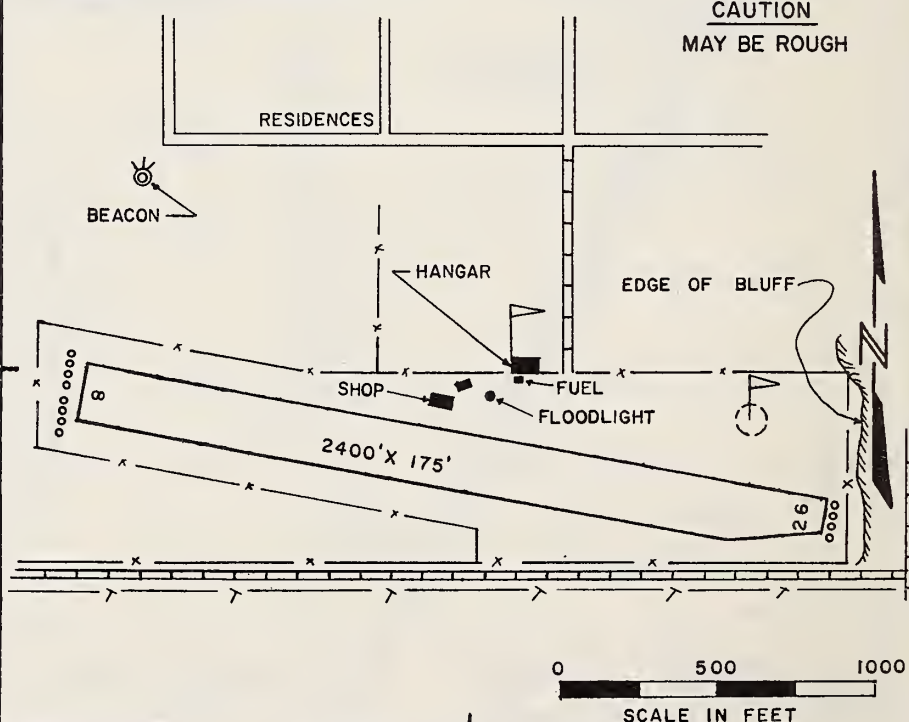 CAUTION
MAY BE ROUGH
RESIDENCES
BEACON
HANGAR
EDGE OF BLUFF
N
SHOP
FUEL
FLOODLIGHT
8
2400' X 175'
26
0 500 1000
SCALE IN FEET